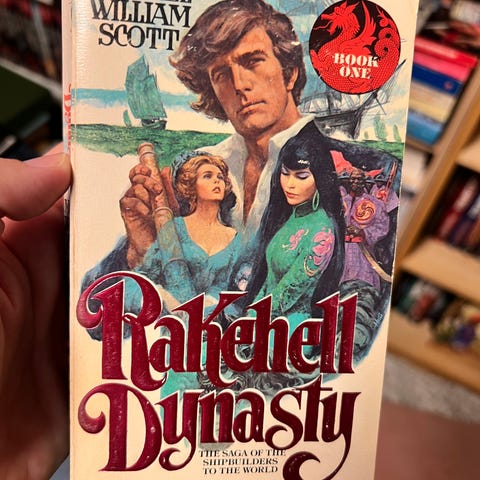 WILLIAM
SCOTT
BOOK
ONE
Rakehell
Dynasty
THE SAGA OF THE
SHIPBUILDERS
TO THE WORLD